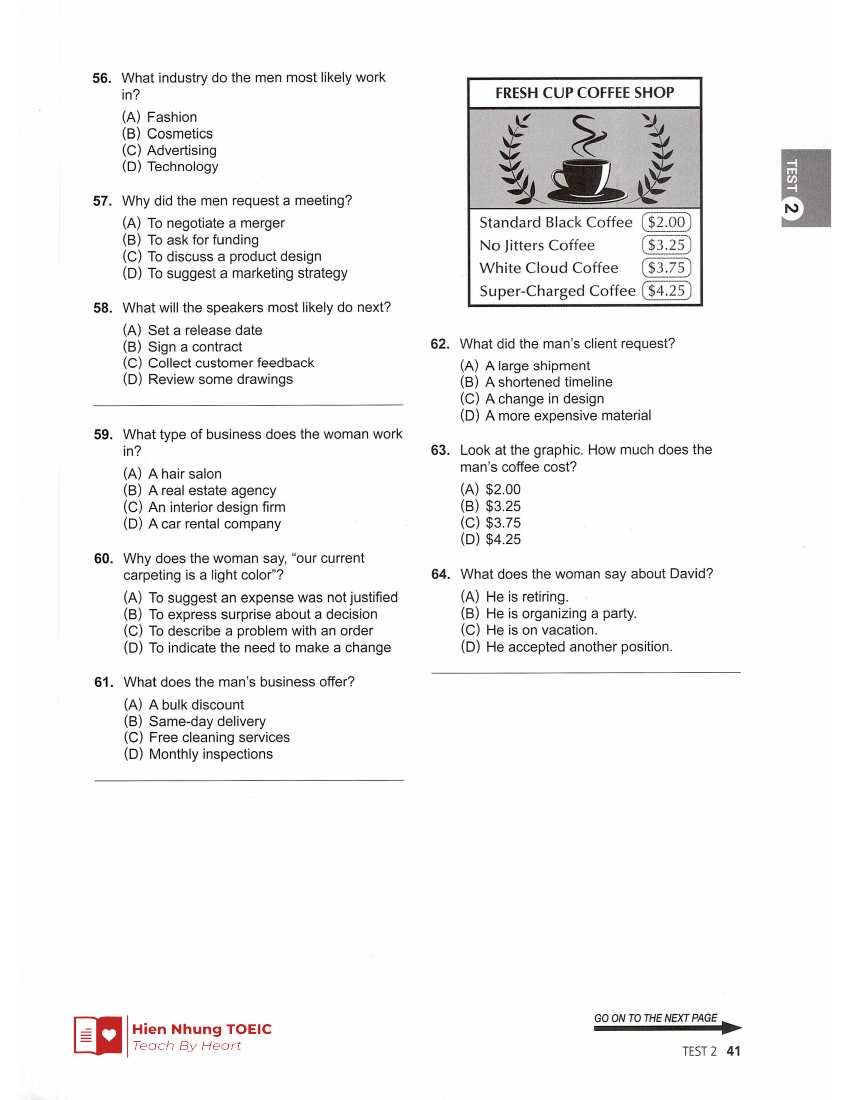 56. What industry do the men most likely work
in?
(A) Fashion
(B) Cosmetics
(C) Advertising
(D) Technology
57. Why did the men request a meeting?
(A) To negotiate a merger
(B) To ask for funding
(C) To discuss a product design
(D) To suggest a marketing strategy
58. What will the speakers most likely do next?
(A) Set a release date
(B) Sign a contract
(C) Collect customer feedback
(D) Review some drawings
59. What type of business does the woman work
in?
(A) A hair salon
(B) A real estate agency
(C) An interior design firm
(D) A car rental company
60. Why does the woman say, “our current
carpeting is a light color”?
(A) To suggest an expense was not justified
(B) To express surprise about a decision
(C) To describe a problem with an order
(D) To indicate the need to make a change
61. What does the man’s business offer?
(A) A bulk discount
(B) Same-day delivery
(C) Free cleaning services
(D) Monthly inspections
FRESH CUP COFFEE SHOP
Standard Black Coffee $2.00
No Jitters Coffee $3.25
White Cloud Coffee $3.75
Super-Charged Coffee $4.25
62. What did the man’s client request?
(A) A large shipment
(B) A shortened timeline
(C) A change in design
(D) A more expensive material
63. Look at the graphic. How much does the
man’s coffee cost?
(A) $2.00
(B) $3.25
(C) $3.75
(D) $4.25
64. What does the woman say about David?
(A) He is retiring.
(B) He is organizing a party.
(C) He is on vacation.
(D) He accepted another position.
TEST 2
Hien Nhung TOEIC
Teach By Heart
GO ON TO THE NEXT PAGE
TEST 2 41